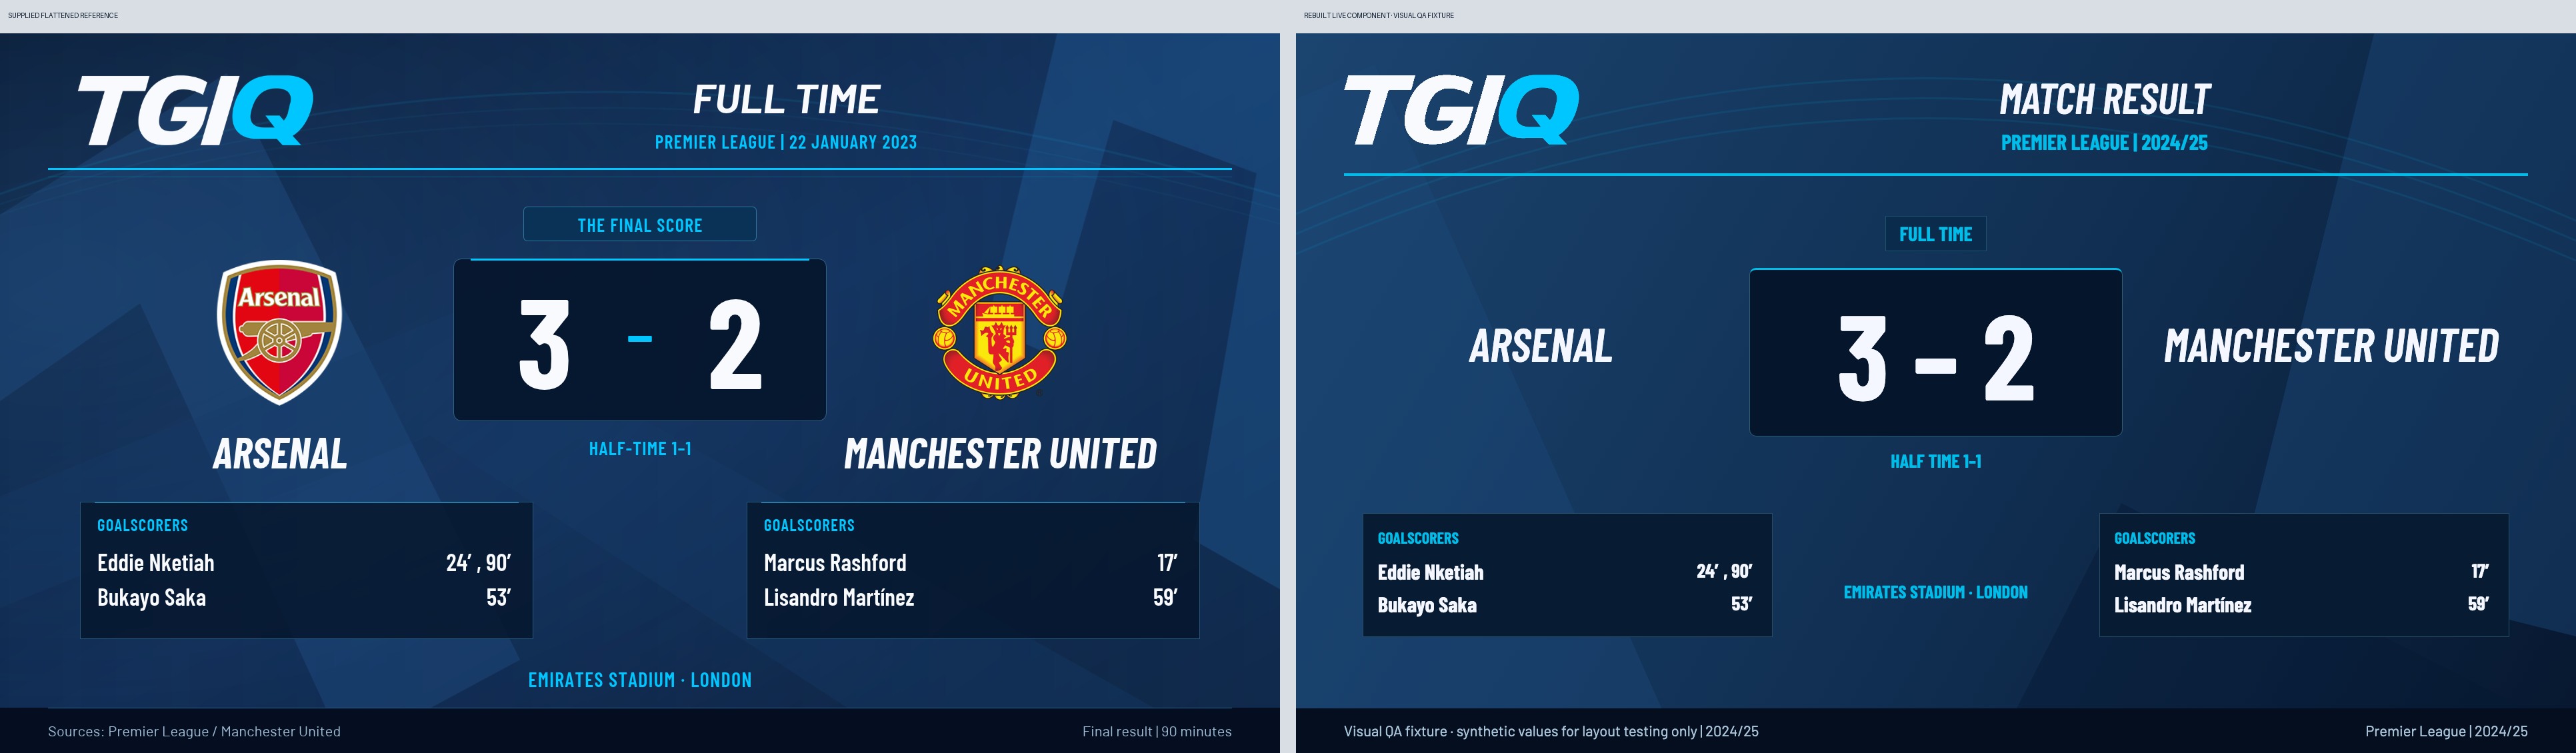 SUPPLIED FLATTENED REFERENCE
TGIQ
FULL TIME
PREMIER LEAGUE | 22 JANUARY 2023
THE FINAL SCORE
Arsenal
3 - 2
MANCHESTER
UNITED
ARSENAL
HALF-TIME 1-1
MANCHESTER UNITED
GOALSCORERS
Eddie Nketiah 24′ , 90′
Bukayo Saka 53′
GOALSCORERS
Marcus Rashford 17′
Lisandro Martínez 59′
EMIRATES STADIUM · LONDON
Sources: Premier League / Manchester United
Final result | 90 minutes
REBUILT LIVE COMPONENT · VISUAL QA FIXTURE
TGIQ
MATCH RESULT
PREMIER LEAGUE | 2024/25
FULL TIME
ARSENAL
3 – 2
MANCHESTER UNITED
HALF TIME 1-1
GOALSCORERS
Eddie Nketiah 24′ , 90′
Bukayo Saka 53′
EMIRATES STADIUM · LONDON
GOALSCORERS
Marcus Rashford 17′
Lisandro Martínez 59′
Visual QA fixture · synthetic values for layout testing only | 2024/25
Premier League | 2024/25